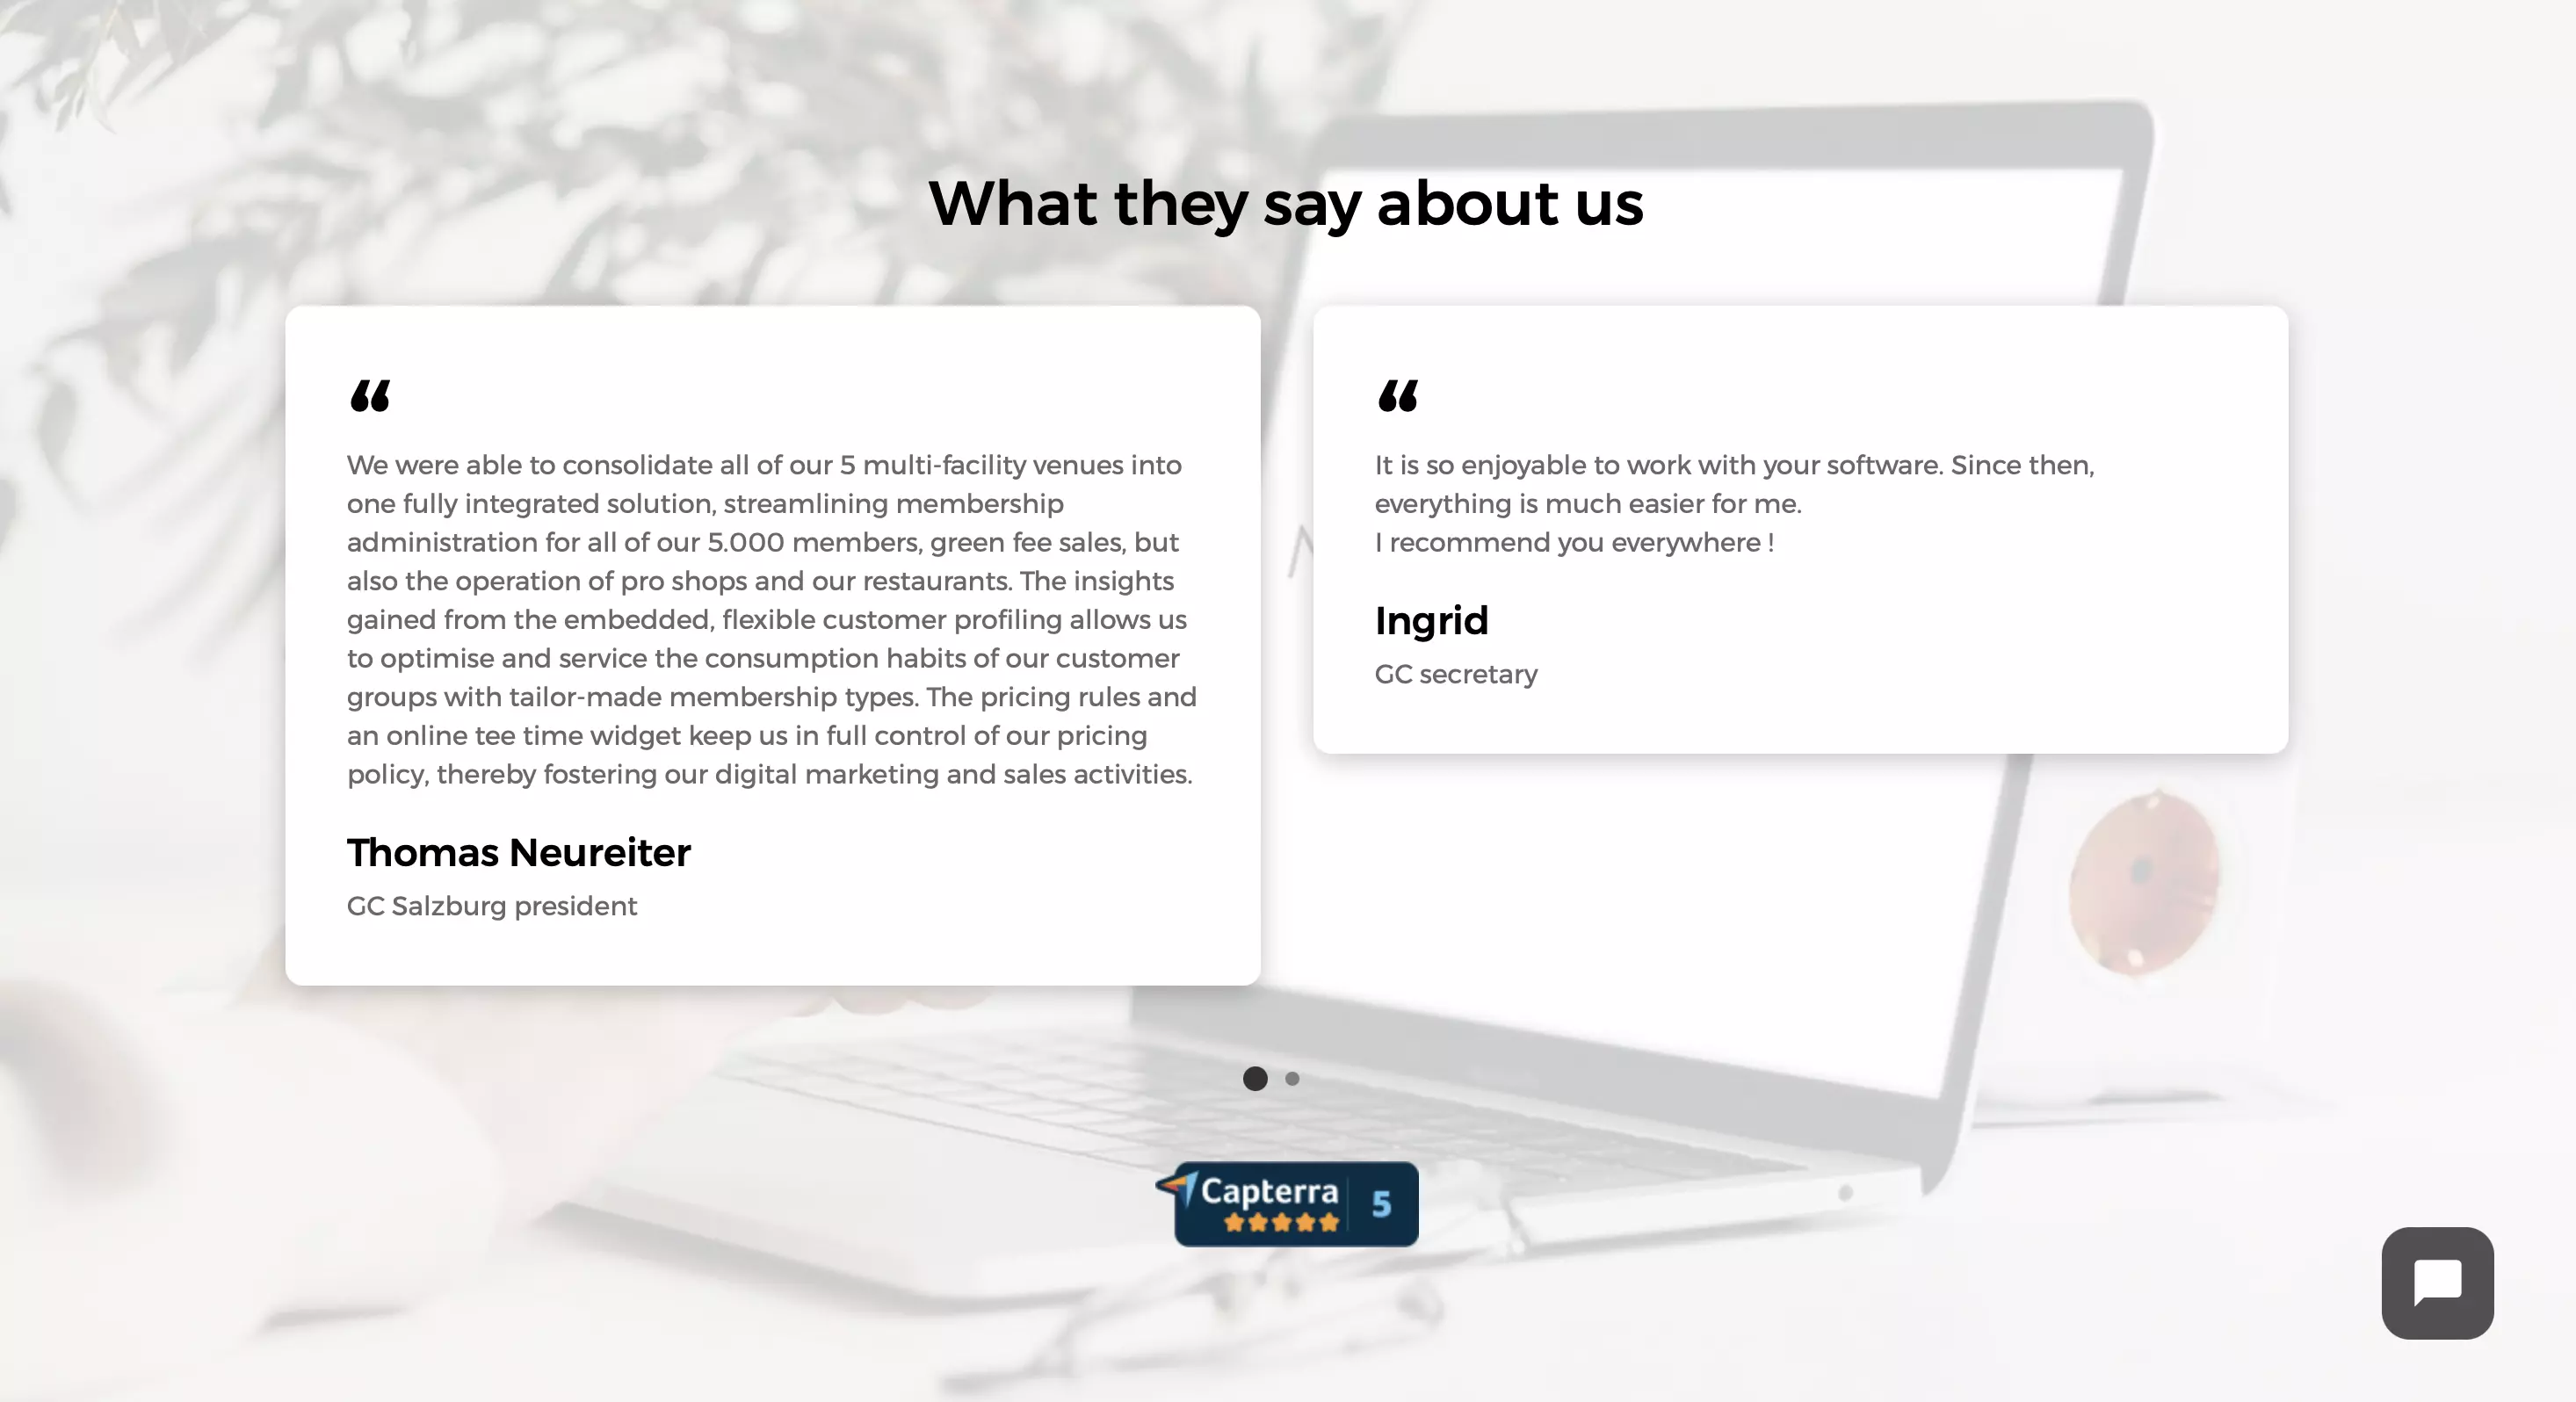 What they say about us
“
We were able to consolidate all of our 5 multi-facility venues into
one fully integrated solution, streamlining membership
administration for all of our 5.000 members, green fee sales, but
also the operation of pro shops and our restaurants. The insights
gained from the embedded, flexible customer profiling allows us
to optimise and service the consumption habits of our customer
groups with tailor-made membership types. The pricing rules and
an online tee time widget keep us in full control of our pricing
policy, thereby fostering our digital marketing and sales activities.
Thomas Neureiter
GC Salzburg president
“
It is so enjoyable to work with your software. Since then,
everything is much easier for me.
I recommend you everywhere !
Ingrid
GC secretary
Capterra
5